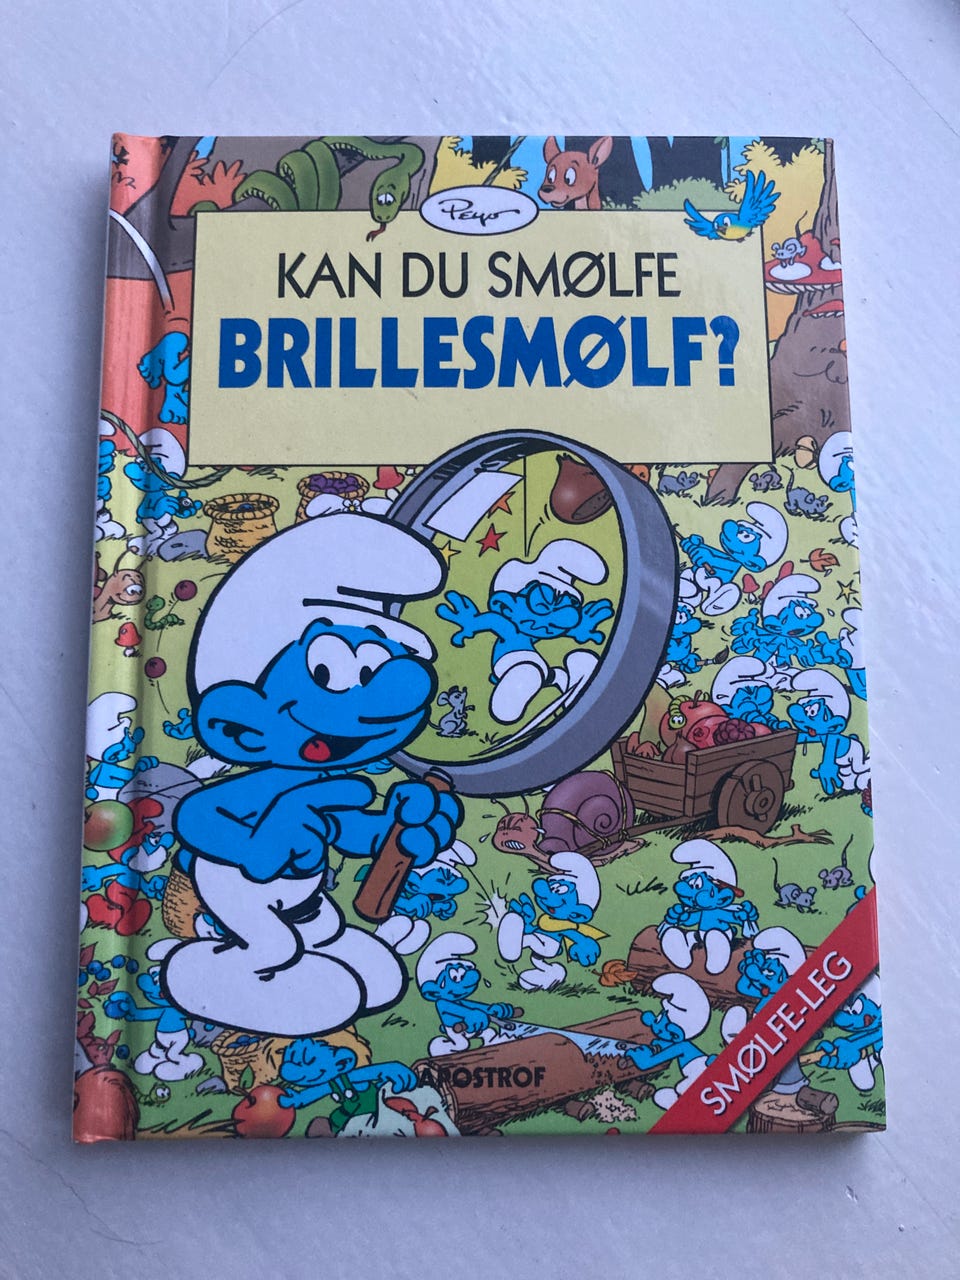 Peyo
KAN DU SMØLFE
BRILLESMØLF?
SMØLFE-LEG
APOSTROF